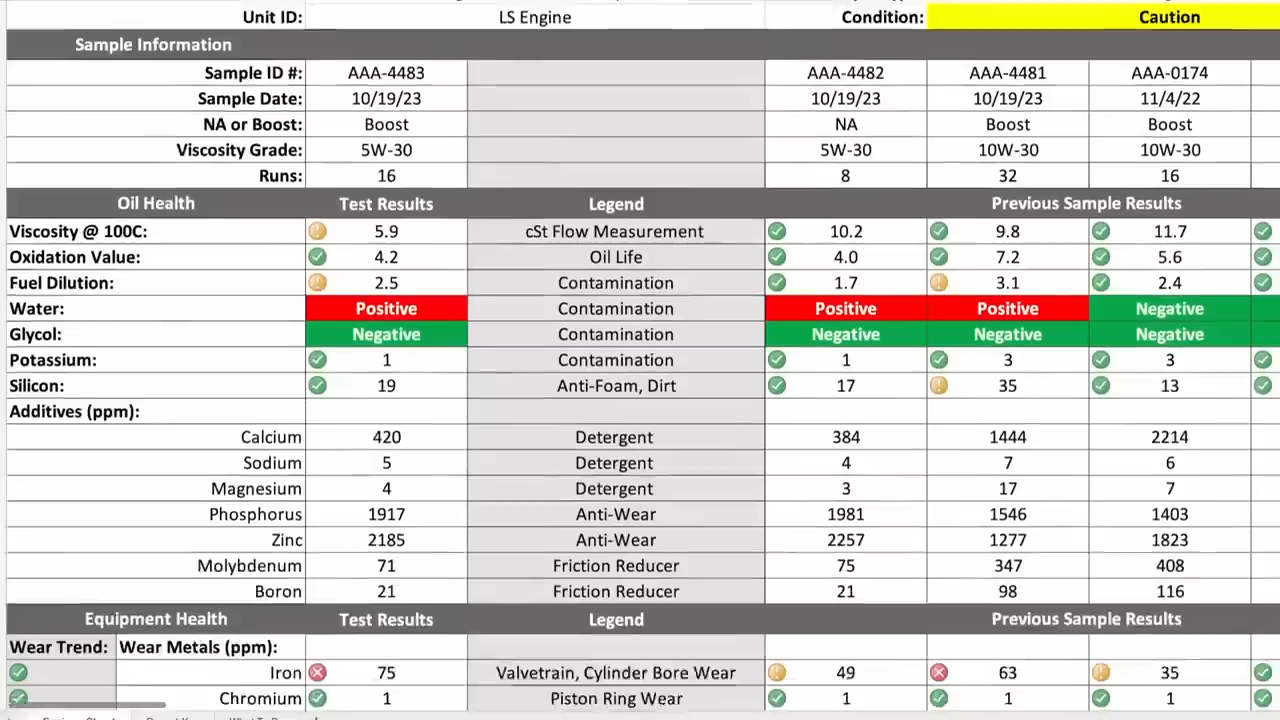 Unit ID: LS Engine Condition: Caution
Sample Information
Sample ID #: AAA-4483 AAA-4482 AAA-4481 AAA-0174
Sample Date: 10/19/23 10/19/23 10/19/23 11/4/22
NA or Boost: Boost NA Boost Boost
Viscosity Grade: 5W-30 5W-30 10W-30 10W-30
Runs: 16 8 32 16
Oil Health Test Results Legend Previous Sample Results
Viscosity @ 100C: 5.9 cSt Flow Measurement 10.2 9.8 11.7
Oxidation Value: 4.2 Oil Life 4.0 7.2 5.6
Fuel Dilution: 2.5 Contamination 1.7 3.1 2.4
Water: Positive Contamination Positive Positive Negative
Glycol: Negative Contamination Negative Negative Negative
Potassium: 1 Contamination 1 3 3
Silicon: 19 Anti-Foam, Dirt 17 35 13
Additives (ppm):
Calcium 420 Detergent 384 1444 2214
Sodium 5 Detergent 4 7 6
Magnesium 4 Detergent 3 17 7
Phosphorus 1917 Anti-Wear 1981 1546 1403
Zinc 2185 Anti-Wear 2257 1277 1823
Molybdenum 71 Friction Reducer 75 347 408
Boron 21 Friction Reducer 21 98 116
Equipment Health Test Results Legend Previous Sample Results
Wear Trend: Wear Metals (ppm):
Iron 75 Valvetrain, Cylinder Bore Wear 49 63 35
Chromium 1 Piston Ring Wear 1 1 1